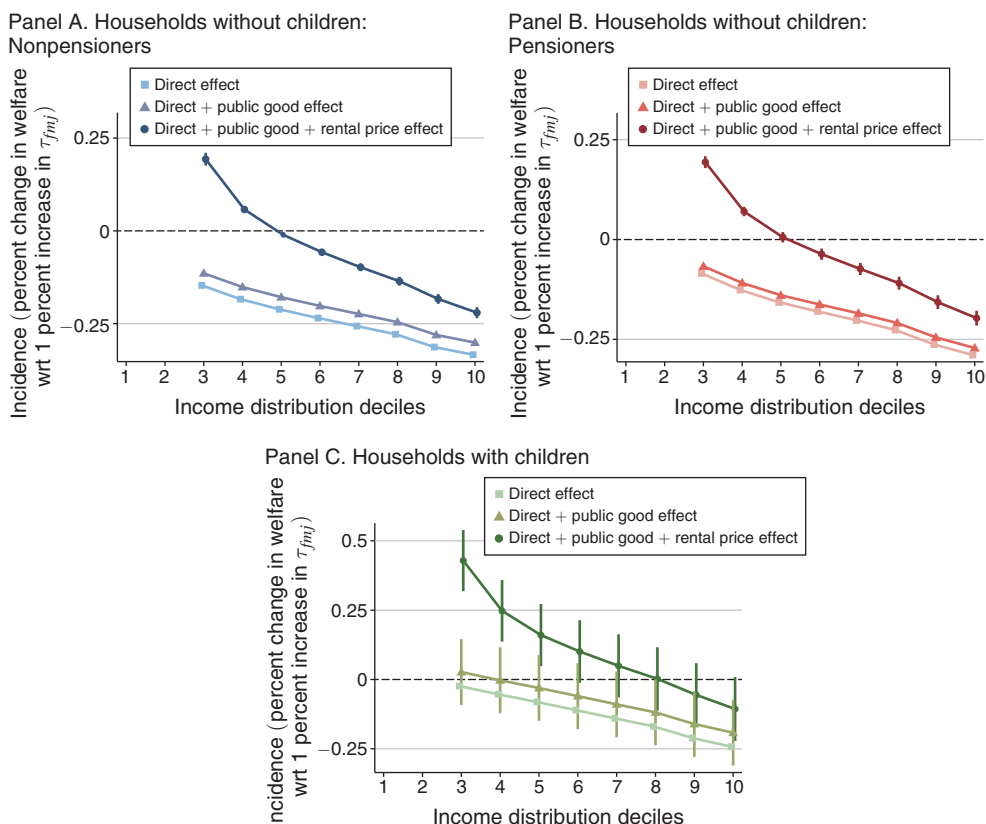 Panel A. Households without children:
Nonpensioners
Incidence (percent change in welfare
wrt 1 percent increase in τfmj)
Direct effect
Direct + public good effect
Direct + public good + rental price effect
0.25
0
−0.25
1 2 3 4 5 6 7 8 9 10
Income distribution deciles
Panel B. Households without children:
Pensioners
Incidence (percent change in welfare
wrt 1 percent increase in τfmj)
Direct effect
Direct + public good effect
Direct + public good + rental price effect
0.25
0
−0.25
1 2 3 4 5 6 7 8 9 10
Income distribution deciles
Panel C. Households with children
ncidence (percent change in welfare
wrt 1 percent increase in τfmj)
Direct effect
Direct + public good effect
Direct + public good + rental price effect
0.5
0.25
0
−0.25
1 2 3 4 5 6 7 8 9 10
Income distribution deciles